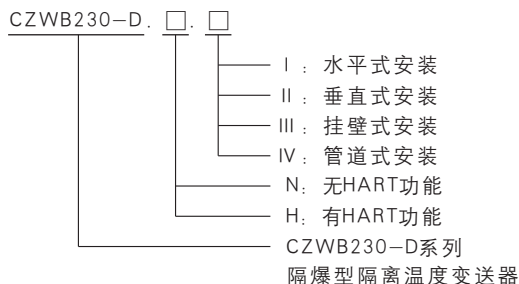 CZWB230-D.□.□
I：水平式安装
II：垂直式安装
III：挂壁式安装
IV：管道式安装
N：无HART功能
H：有HART功能
CZWB230-D系列
隔爆型隔离温度变送器